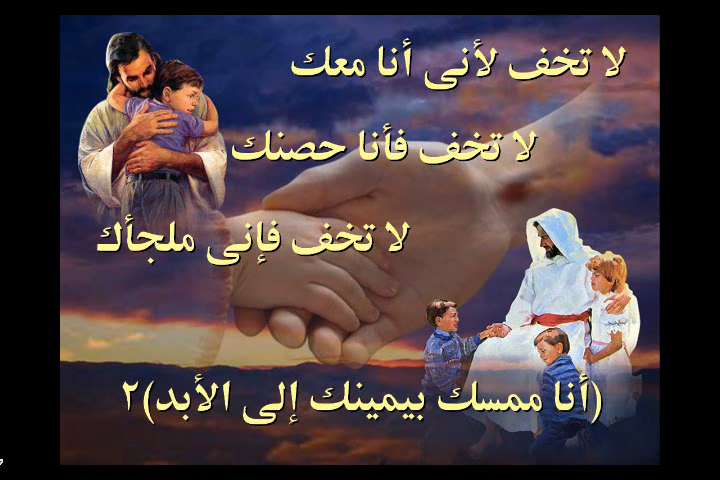 لا تخف لأنى أنا معك
لا تخف فأنا حصنك
لا تخف فإنى ملجأك
(أنا ممسك بيمينك إلى الأبد)٢